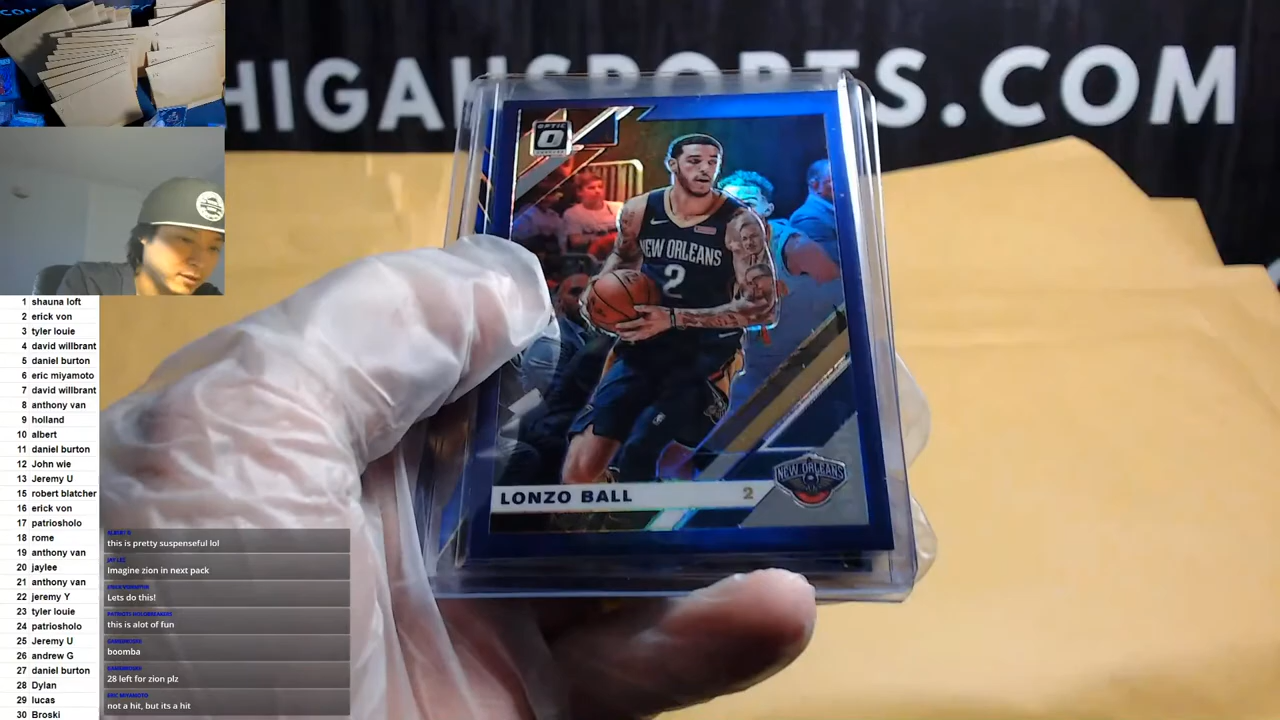 HIGAHSPORTS.COM
OPTIC
NEW ORLEANS
2
LONZO BALL
2
NEW ORLEANS
1 shauna loft
2 erick von
3 tyler louie
4 david willbrant
5 daniel burton
6 eric miyamoto
7 david willbrant
8 anthony van
9 holland
10 albert
11 daniel burton
12 John wie
13 Jeremy U
15 robert blatcher
16 erick von
17 patriosholo
18 rome
19 anthony van
20 jaylee
21 anthony van
22 jeremy Y
23 tyler louie
24 patriosholo
25 Jeremy U
26 andrew G
27 daniel burton
28 Dylan
29 lucas
30 Broski
this is pretty suspenseful lol
JAY LEE
Imagine zion in next pack
Lets do this!
this is alot of fun
boomba
28 left for zion plz
ERIC MIYAMOTO
not a hit, but its a hit